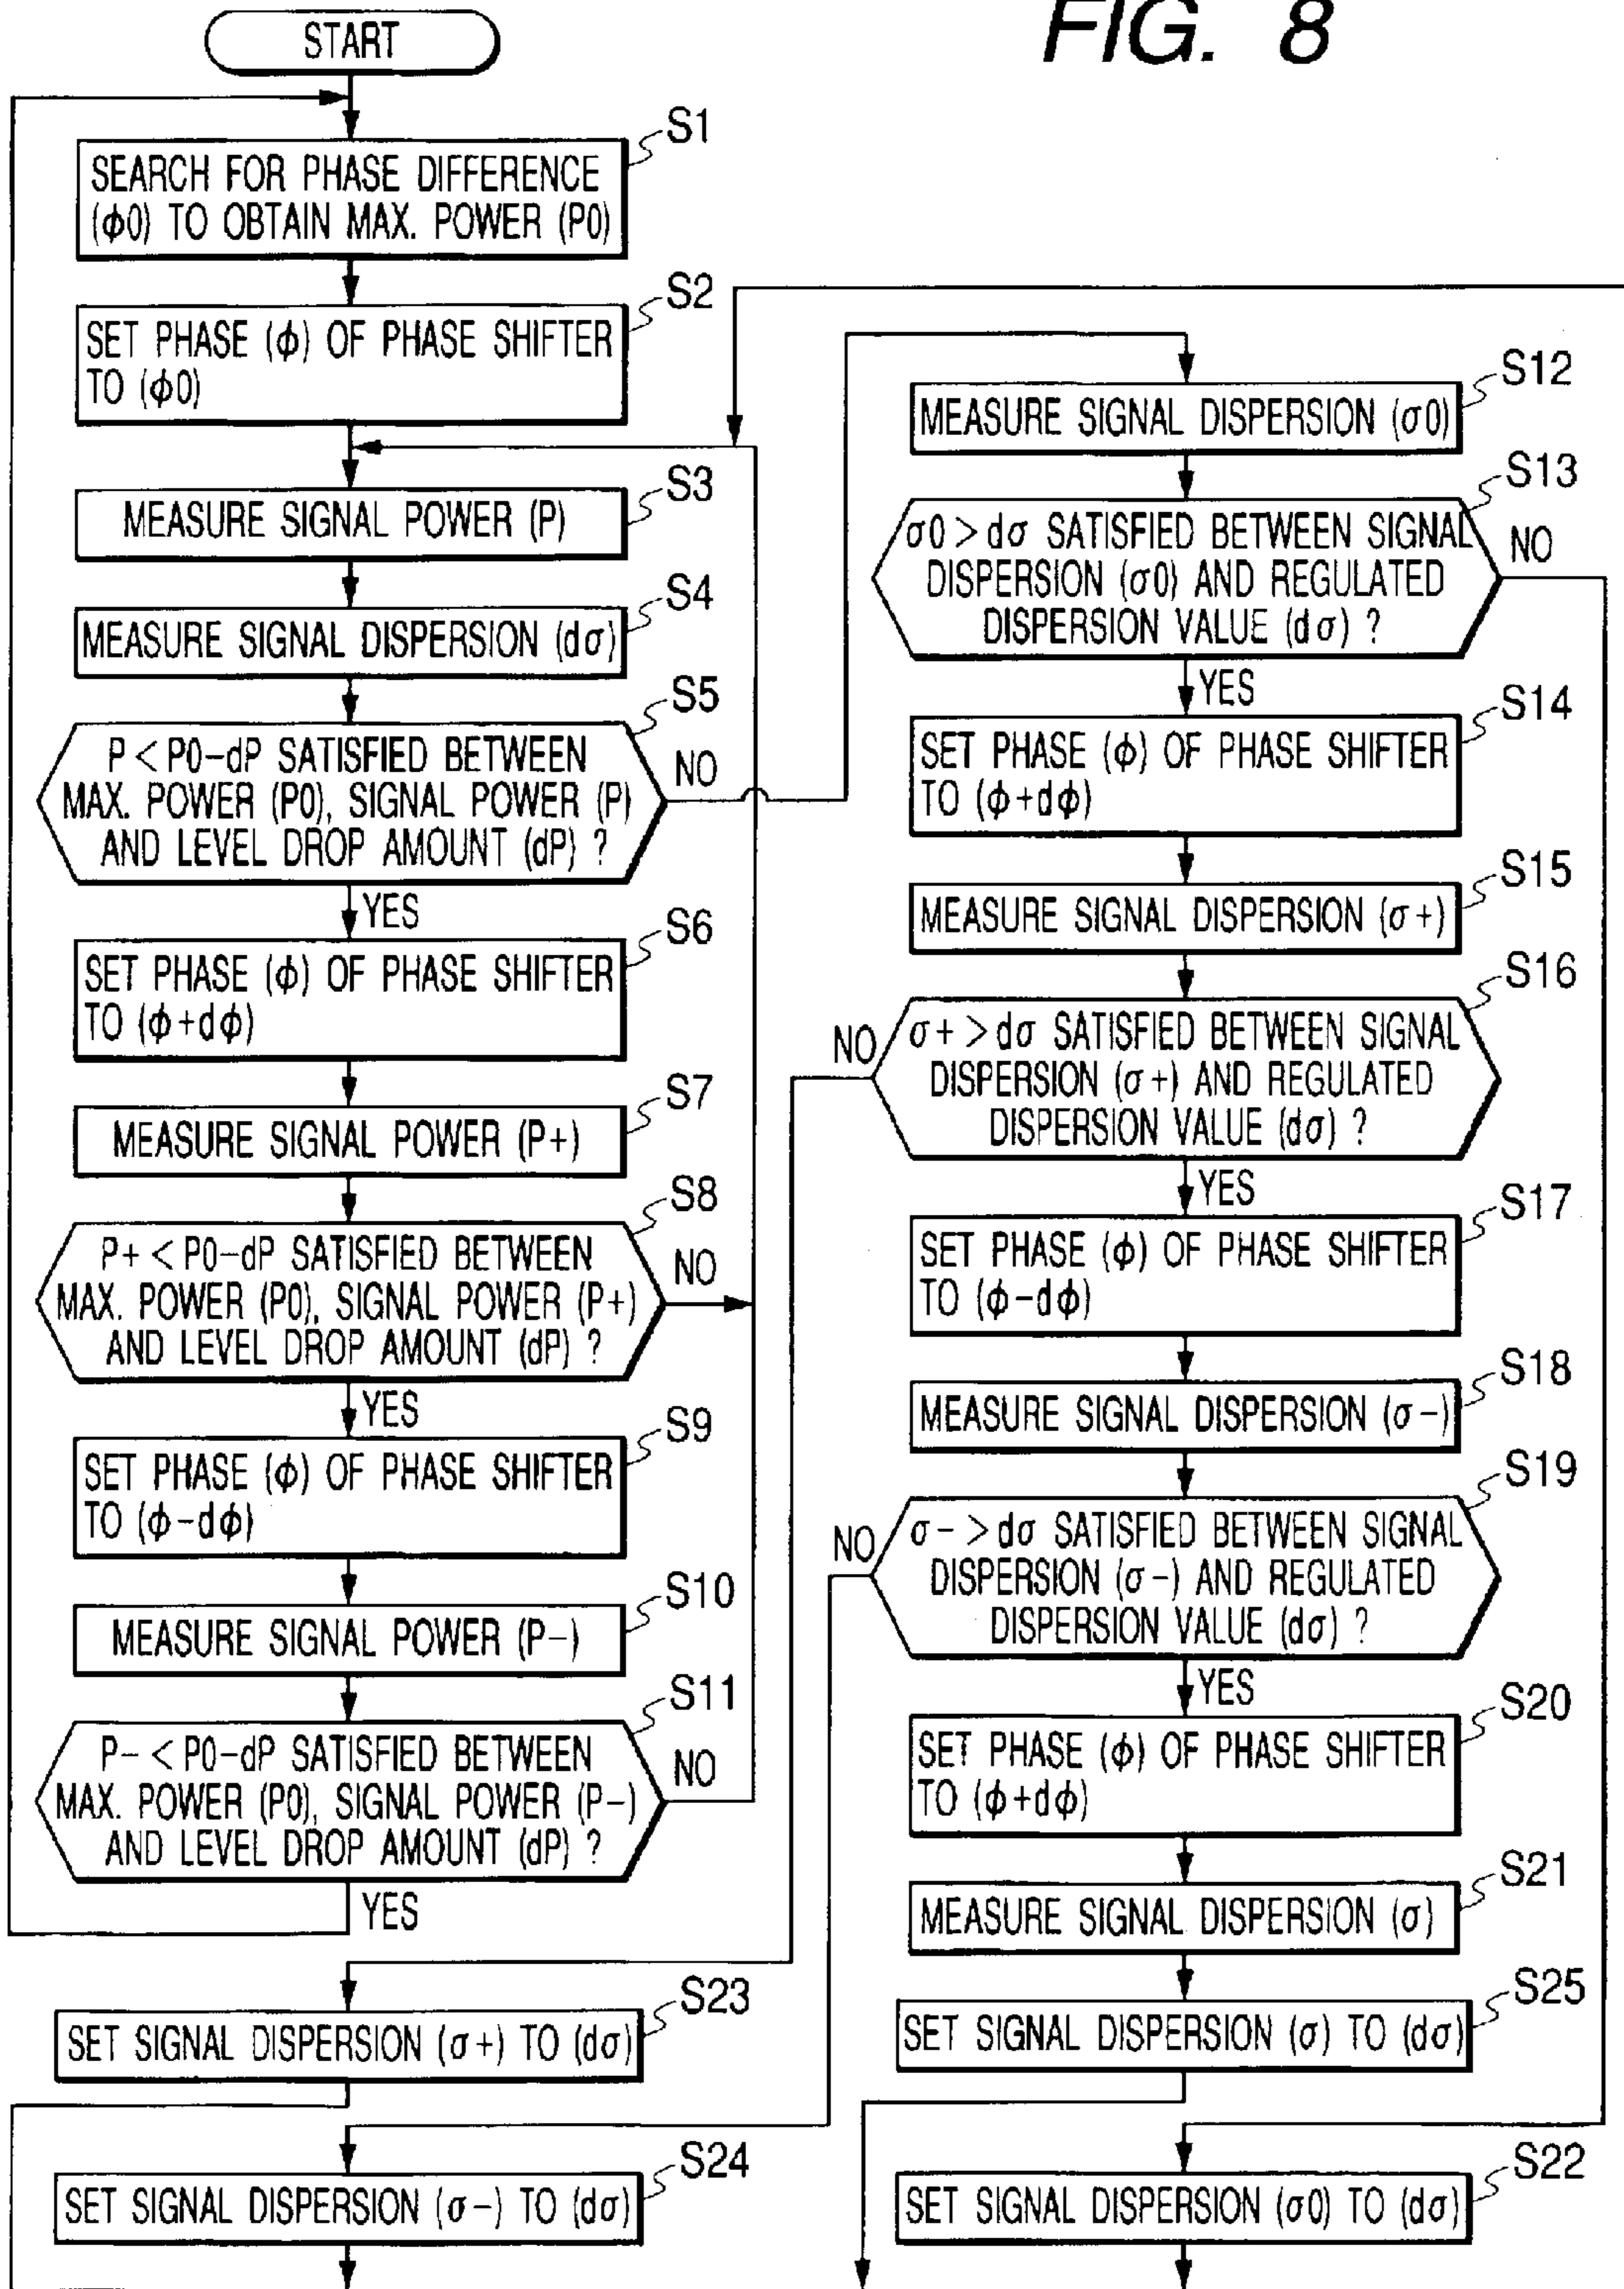 FIG. 8
START
S1
SEARCH FOR PHASE DIFFERENCE
(ϕ0) TO OBTAIN MAX. POWER (P0)
S2
SET PHASE (ϕ) OF PHASE SHIFTER
TO (ϕ0)
S3
MEASURE SIGNAL POWER (P)
S4
MEASURE SIGNAL DISPERSION (dσ)
S5
P < P0-dP SATISFIED BETWEEN
MAX. POWER (P0), SIGNAL POWER (P)
AND LEVEL DROP AMOUNT (dP) ?
NO
YES
S6
SET PHASE (ϕ) OF PHASE SHIFTER
TO (ϕ+dϕ)
S7
MEASURE SIGNAL POWER (P+)
S8
P+ < P0-dP SATISFIED BETWEEN
MAX. POWER (P0), SIGNAL POWER (P+)
AND LEVEL DROP AMOUNT (dP) ?
NO
YES
S9
SET PHASE (ϕ) OF PHASE SHIFTER
TO (ϕ-dϕ)
S10
MEASURE SIGNAL POWER (P-)
S11
P- < P0-dP SATISFIED BETWEEN
MAX. POWER (P0), SIGNAL POWER (P-)
AND LEVEL DROP AMOUNT (dP) ?
NO
YES
S12
MEASURE SIGNAL DISPERSION (σ0)
S13
σ0 > dσ SATISFIED BETWEEN SIGNAL
DISPERSION (σ0) AND REGULATED
DISPERSION VALUE (dσ) ?
NO
YES
S14
SET PHASE (ϕ) OF PHASE SHIFTER
TO (ϕ+dϕ)
S15
MEASURE SIGNAL DISPERSION (σ+)
S16
σ+ > dσ SATISFIED BETWEEN SIGNAL
DISPERSION (σ+) AND REGULATED
DISPERSION VALUE (dσ) ?
NO
YES
S17
SET PHASE (ϕ) OF PHASE SHIFTER
TO (ϕ-dϕ)
S18
MEASURE SIGNAL DISPERSION (σ-)
S19
σ- > dσ SATISFIED BETWEEN SIGNAL
DISPERSION (σ-) AND REGULATED
DISPERSION VALUE (dσ) ?
NO
YES
S20
SET PHASE (ϕ) OF PHASE SHIFTER
TO (ϕ+dϕ)
S21
MEASURE SIGNAL DISPERSION (σ)
S23
SET SIGNAL DISPERSION (σ+) TO (dσ)
S25
SET SIGNAL DISPERSION (σ) TO (dσ)
S24
SET SIGNAL DISPERSION (σ-) TO (dσ)
S22
SET SIGNAL DISPERSION (σ0) TO (dσ)